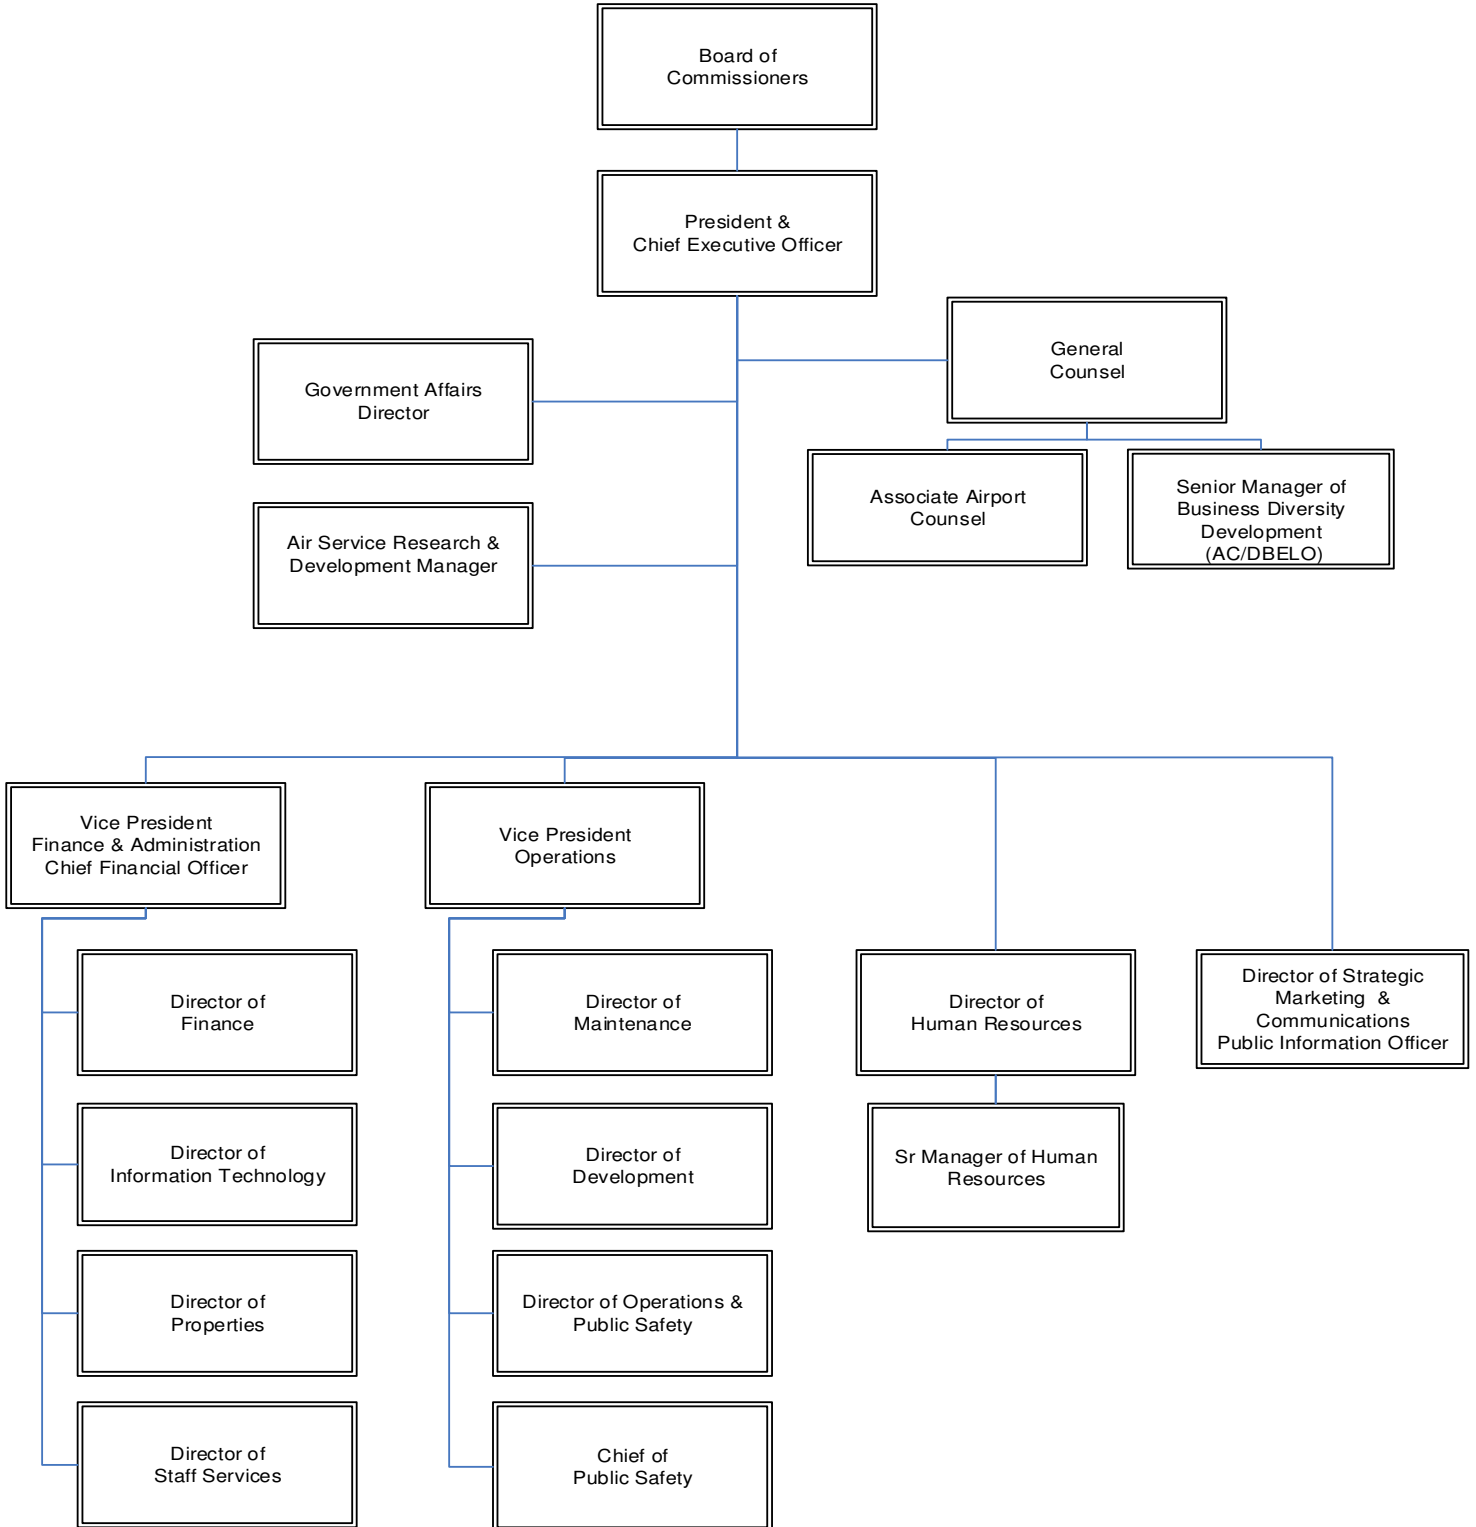 Board of
Commissioners
President &
Chief Executive Officer
General
Counsel
Government Affairs
Director
Associate Airport
Counsel
Senior Manager of
Business Diversity
Development
(AC/DBELO)
Air Service Research &
Development Manager
Vice President
Finance & Administration
Chief Financial Officer
Vice President
Operations
Director of
Finance
Director of
Maintenance
Director of
Human Resources
Director of Strategic
Marketing &
Communications
Public Information Officer
Director of
Information Technology
Director of
Development
Sr Manager of Human
Resources
Director of
Properties
Director of Operations &
Public Safety
Director of
Staff Services
Chief of
Public Safety